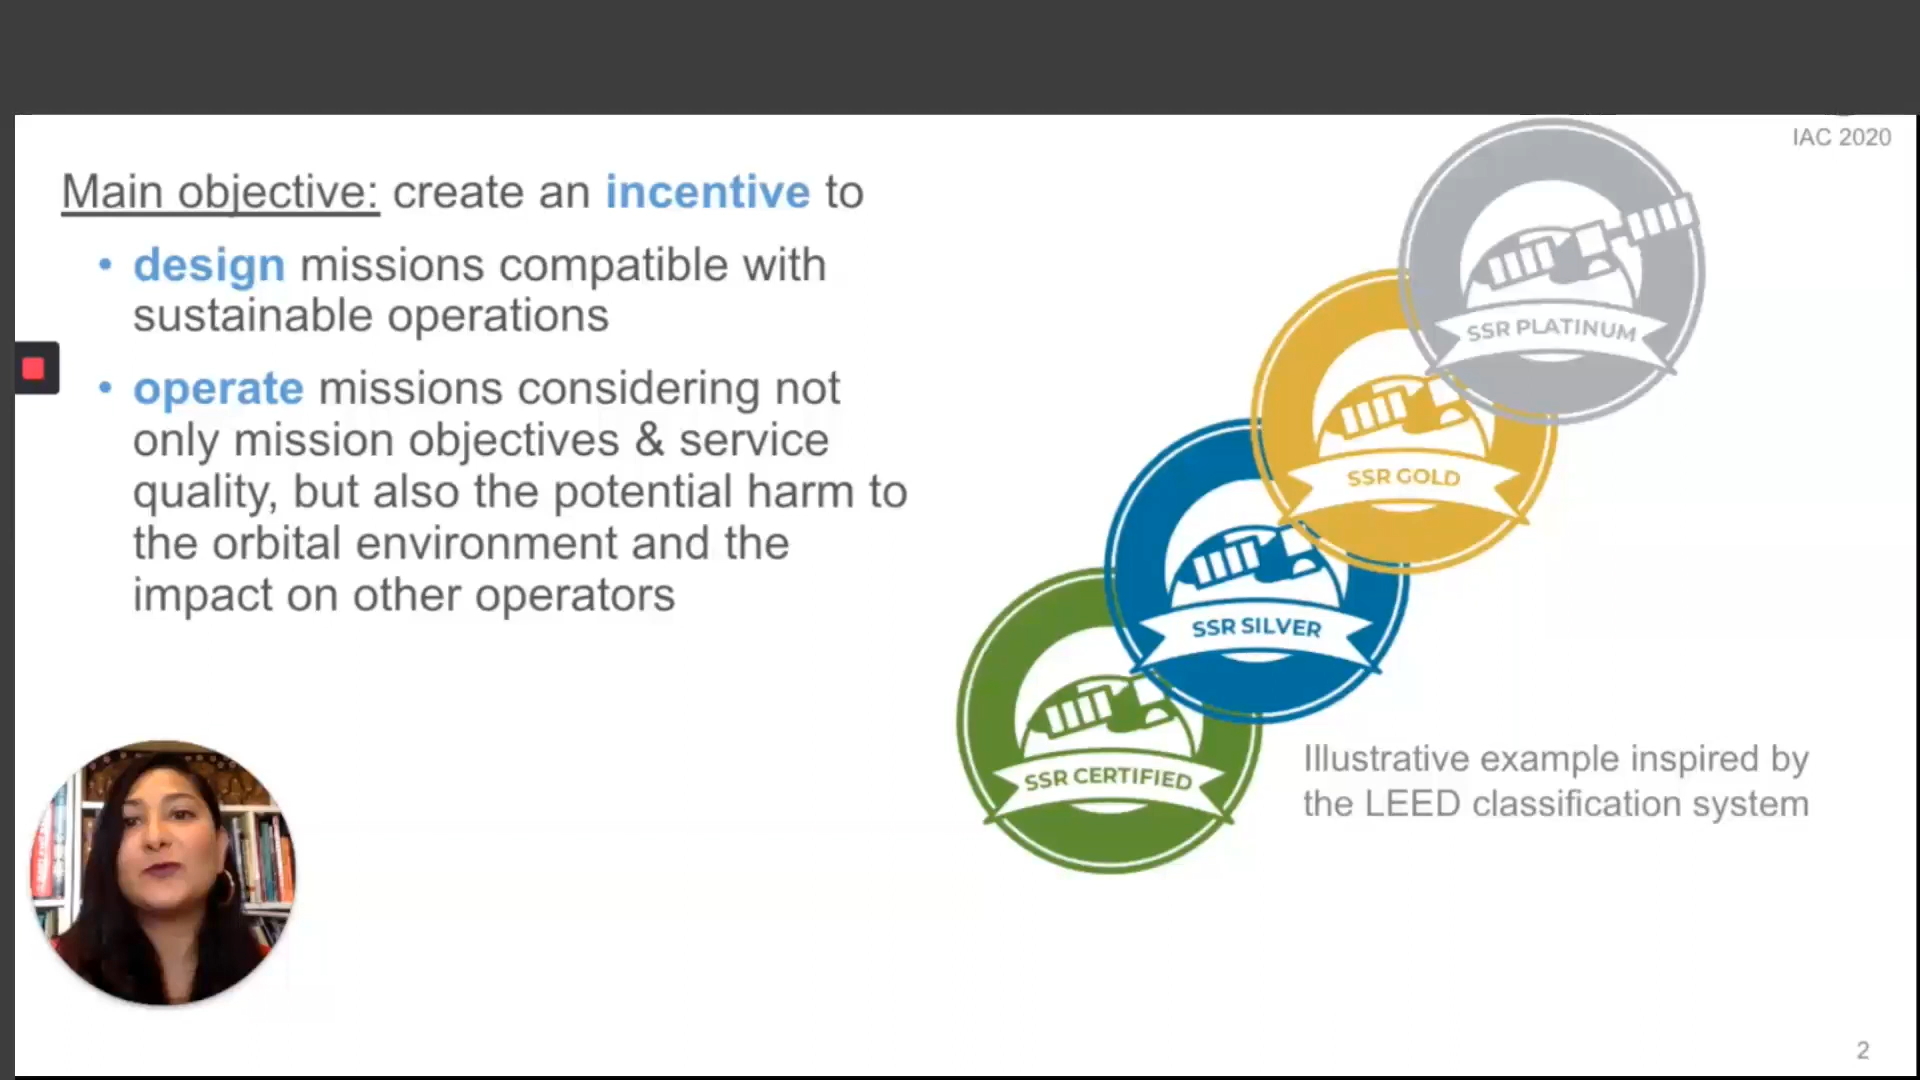 IAC 2020
Main objective: create an incentive to
• design missions compatible with
sustainable operations
• operate missions considering not
only mission objectives & service
quality, but also the potential harm to
the orbital environment and the
impact on other operators
SSR PLATINUM
SSR GOLD
SSR SILVER
SSR CERTIFIED
Illustrative example inspired by
the LEED classification system
2